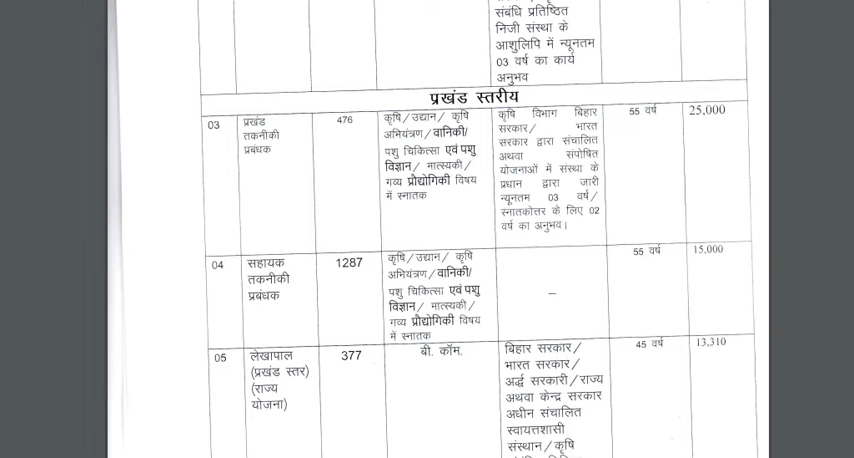 संबंधि प्रतिष्ठित
निजी संस्था के
आशुलिपि में न्यूनतम
03 वर्ष का कार्य
अनुभव
प्रखंड स्तरीय
03
प्रखंड
तकनीकी
प्रबंधक
476
कृषि/उद्यान/ कृषि
अभियंत्रण/वानिकी/
पशु चिकित्सा एवं पशु
विज्ञान/ मात्स्यकी/
गव्य प्रौद्योगिकी विषय
में स्नातक
कृषि विभाग बिहार
सरकार/ भारत
सरकार द्वारा संचालित
अथवा संपोषित
योजनाओं में संस्था के
प्रधान द्वारा जारी
न्यूनतम 03 वर्ष/
स्नातकोत्तर के लिए 02
वर्ष का अनुभव।
55 वर्ष
25,000
04
सहायक
तकनीकी
प्रबंधक
1287
कृषि/उद्यान/ कृषि
अभियंत्रण/वानिकी/
पशु चिकित्सा एवं पशु
विज्ञान/ मात्स्यकी/
गव्य प्रौद्योगिकी विषय
में स्नातक
–
55 वर्ष
15,000
05
लेखापाल
(प्रखंड स्तर)
(राज्य
योजना)
377
बी. कॉम.
बिहार सरकार/
भारत सरकार/
अर्द्ध सरकारी/राज्य
अथवा केन्द्र सरकार
अधीन संचालित
स्वायत्तशासी
संस्थान/कृषि
45 वर्ष
13,310